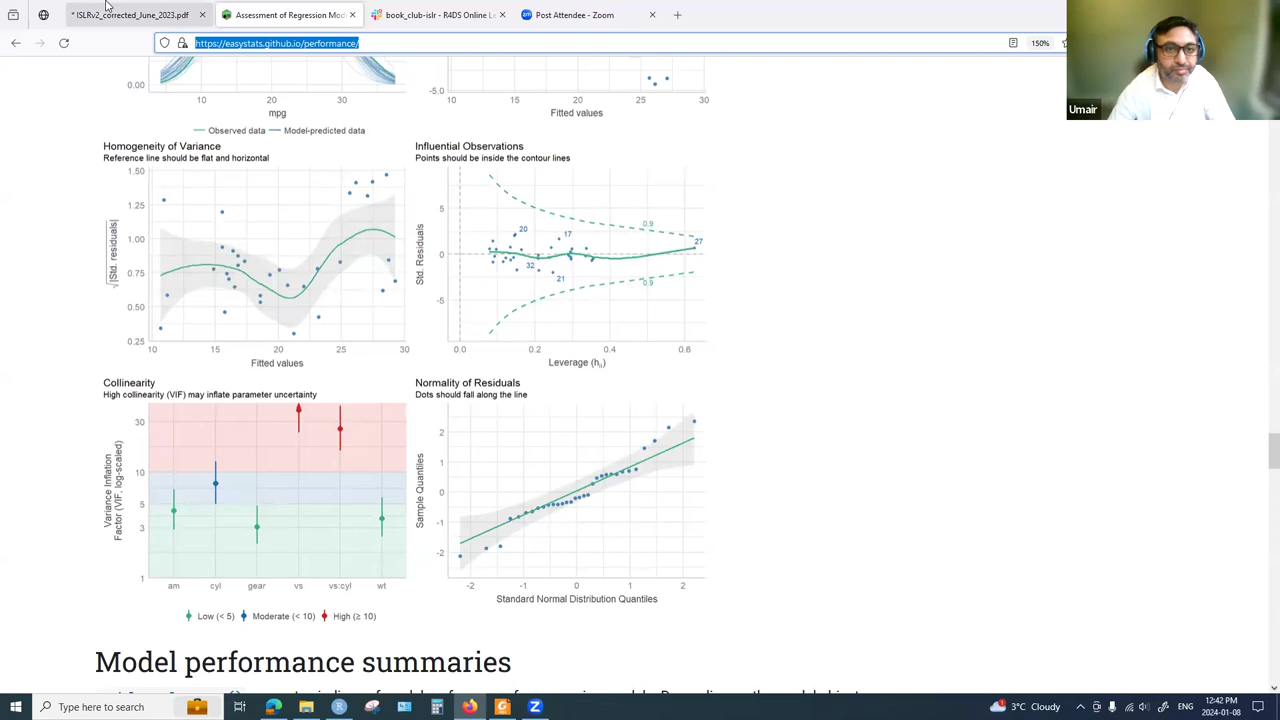 * ISLRv2_corrected_June_2023.pdf
Assessment of Regression Mod
book_club-islr - R4DS Online L
Post Attendee - Zoom
https://easystats.github.io/performance/
150%
Umair
0.00
10 20 30
mpg
Observed data Model-predicted data
-5.0
10 15 20 25 30
Fitted values
Homogeneity of Variance
Reference line should be flat and horizontal
1.50
1.25
1.00
0.75
0.50
0.25
√|Std. residuals|
10 15 20 25 30
Fitted values
Influential Observations
Points should be inside the contour lines
5
0
-5
Std. Residuals
0.9
20
17
27
32
21
0.9
0.0 0.2 0.4 0.6
Leverage (hii)
Collinearity
High collinearity (VIF) may inflate parameter uncertainty
30
10
5
3
1
Variance Inflation
Factor (VIF, log-scaled)
am cyl gear vs vs:cyl wt
Low (< 5) Moderate (< 10) High (≥ 10)
Normality of Residuals
Dots should fall along the line
2
1
0
-1
-2
Sample Quantiles
-2 -1 0 1 2
Standard Normal Distribution Quantiles
Model performance summaries
Type here to search
3°C Cloudy
ENG
12:42 PM
2024-01-08